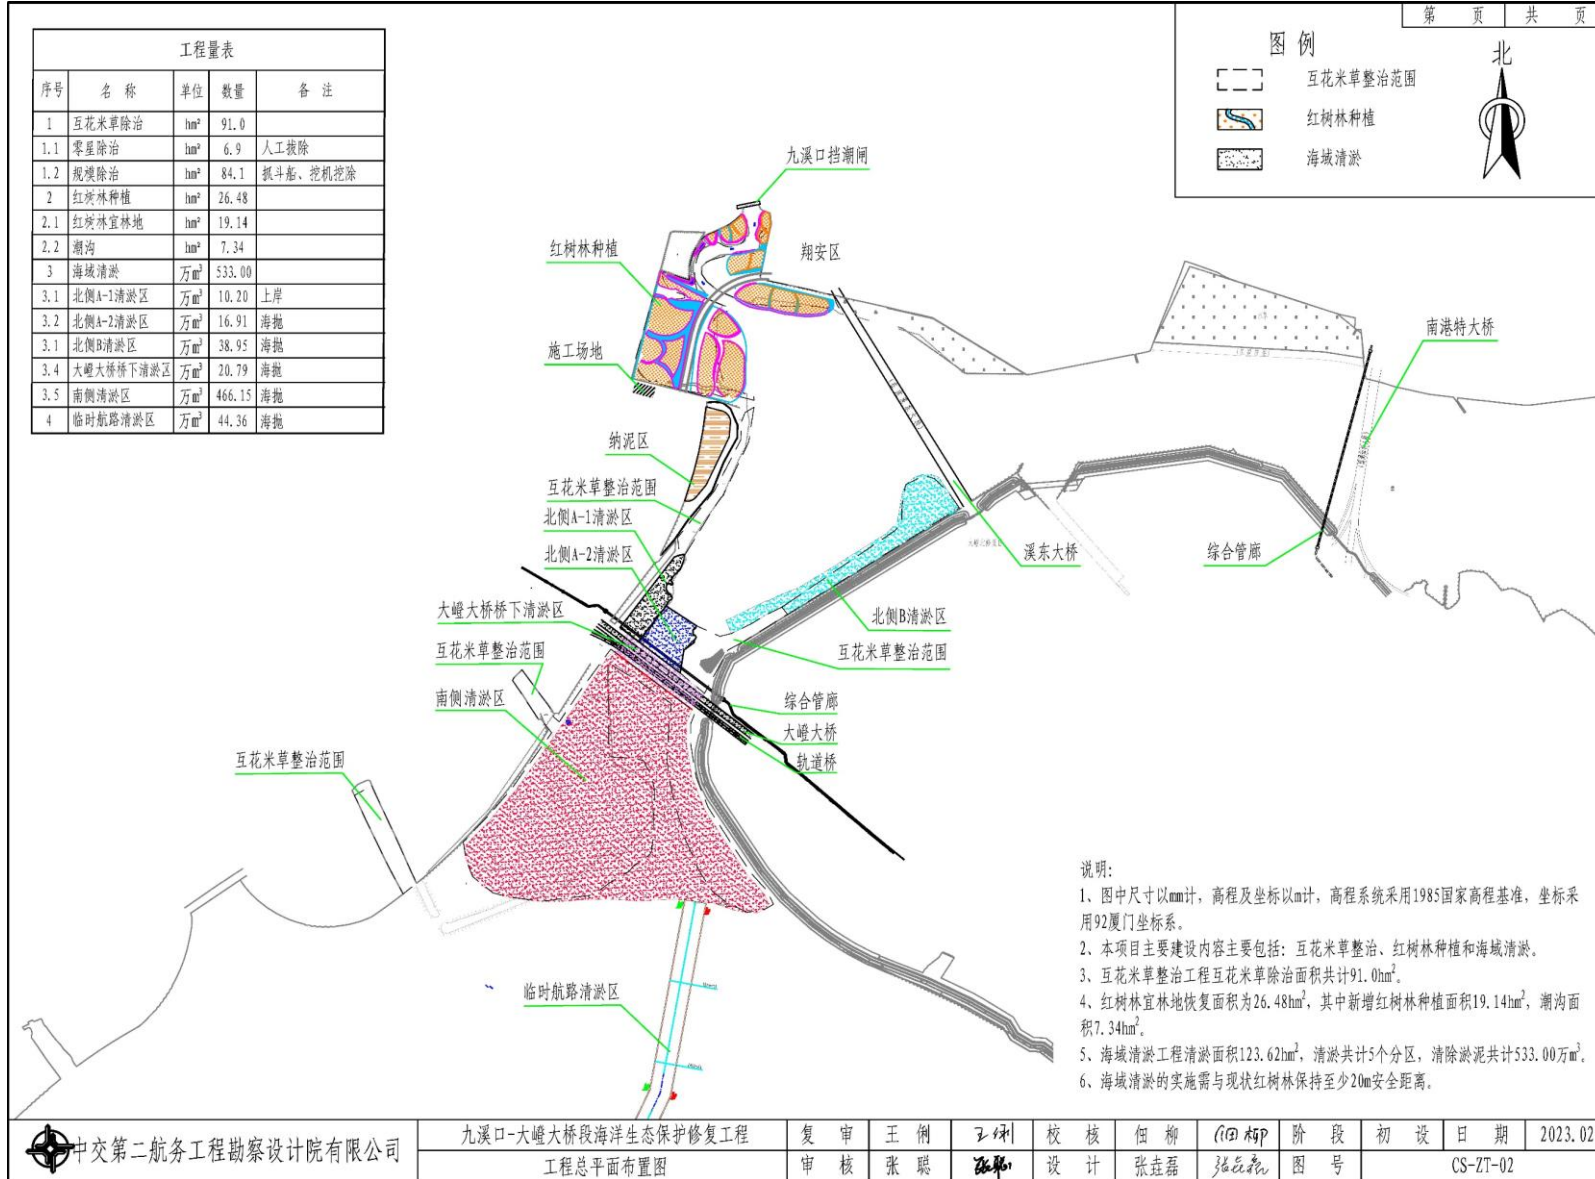 第 页 共 页
工程量表
序号 名 称 单位 数量 备 注
1 互花米草除治 hm² 91.0
1.1 零星除治 hm² 6.9 人工拔除
1.2 规模除治 hm² 84.1 抓斗船、挖机挖除
2 红树林种植 hm² 26.48
2.1 红树林宜林地 hm² 19.14
2.2 潮沟 hm² 7.34
3 海域清淤 万m³ 533.00
3.1 北侧A-1清淤区 万m³ 10.20 上岸
3.2 北侧A-2清淤区 万m³ 16.91 海抛
3.1 北侧B清淤区 万m³ 38.95 海抛
3.4 大嶝大桥桥下清淤区 万m³ 20.79 海抛
3.5 南侧清淤区 万m³ 466.15 海抛
4 临时航路清淤区 万m³ 44.36 海抛
图 例
互花米草整治范围
红树林种植
海域清淤
北
九溪口挡潮闸
红树林种植
翔安区
施工场地
南港特大桥
纳泥区
互花米草整治范围
北侧A-1清淤区
北侧A-2清淤区
溪东大桥
综合管廊
大嶝大桥桥下清淤区
北侧B清淤区
互花米草整治范围
互花米草整治范围
南侧清淤区
综合管廊
大嶝大桥
轨道桥
互花米草整治范围
临时航路清淤区
说明:
1、图中尺寸以mm计, 高程及坐标以m计, 高程系统采用1985国家高程基准, 坐标采
用92厦门坐标系。
2、本项目主要建设内容主要包括: 互花米草整治、红树林种植和海域清淤。
3、互花米草整治工程互花米草除治面积共计91.0hm²。
4、红树林宜林地恢复面积为26.48hm², 其中新增红树林种植面积19.14hm², 潮沟面
积7.34hm²。
5、海域清淤工程清淤面积123.62hm², 清淤共计5个分区, 清除淤泥共计533.00万m³。
6、海域清淤的实施需与现状红树林保持至少20m安全距离。
中交第二航务工程勘察设计院有限公司
九溪口-大嶝大桥段海洋生态保护修复工程 复 审 王 俐 王俐 校 核 佃 柳 佃柳 阶 段 初 设 日 期 2023.02
工程总平面布置图 审 核 张 聪 张聪 设 计 张垚磊 张垚磊 图 号 CS-ZT-02